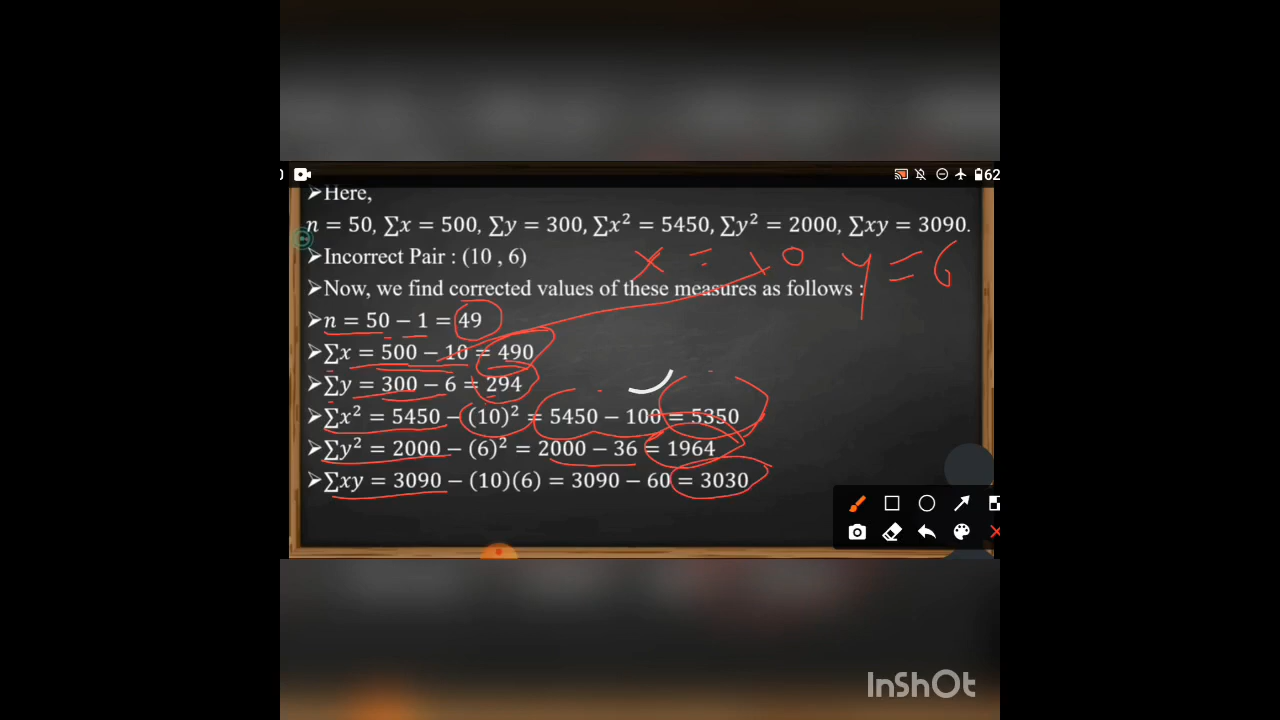 62
➢Here,
n = 50, ∑x = 500, ∑y = 300, ∑x² = 5450, ∑y² = 2000, ∑xy = 3090.
➢Incorrect Pair : (10 , 6)
x = 10 y = 6
➢Now, we find corrected values of these measures as follows :
➢n = 50 − 1 = 49
➢∑x = 500 − 10 = 490
➢∑y = 300 − 6 = 294
➢∑x² = 5450 − (10)² = 5450 − 100 = 5350
➢∑y² = 2000 − (6)² = 2000 − 36 = 1964
➢∑xy = 3090 − (10)(6) = 3090 − 60 = 3030
InShOt